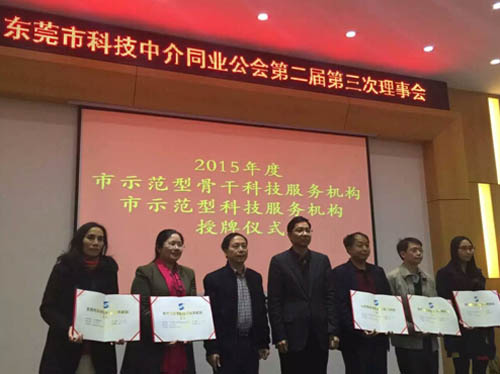 东莞市科技中介同业公会第二届第三次理事会
2015年度
市示范型骨干科技服务机构
市示范型科技服务机构
授牌仪式